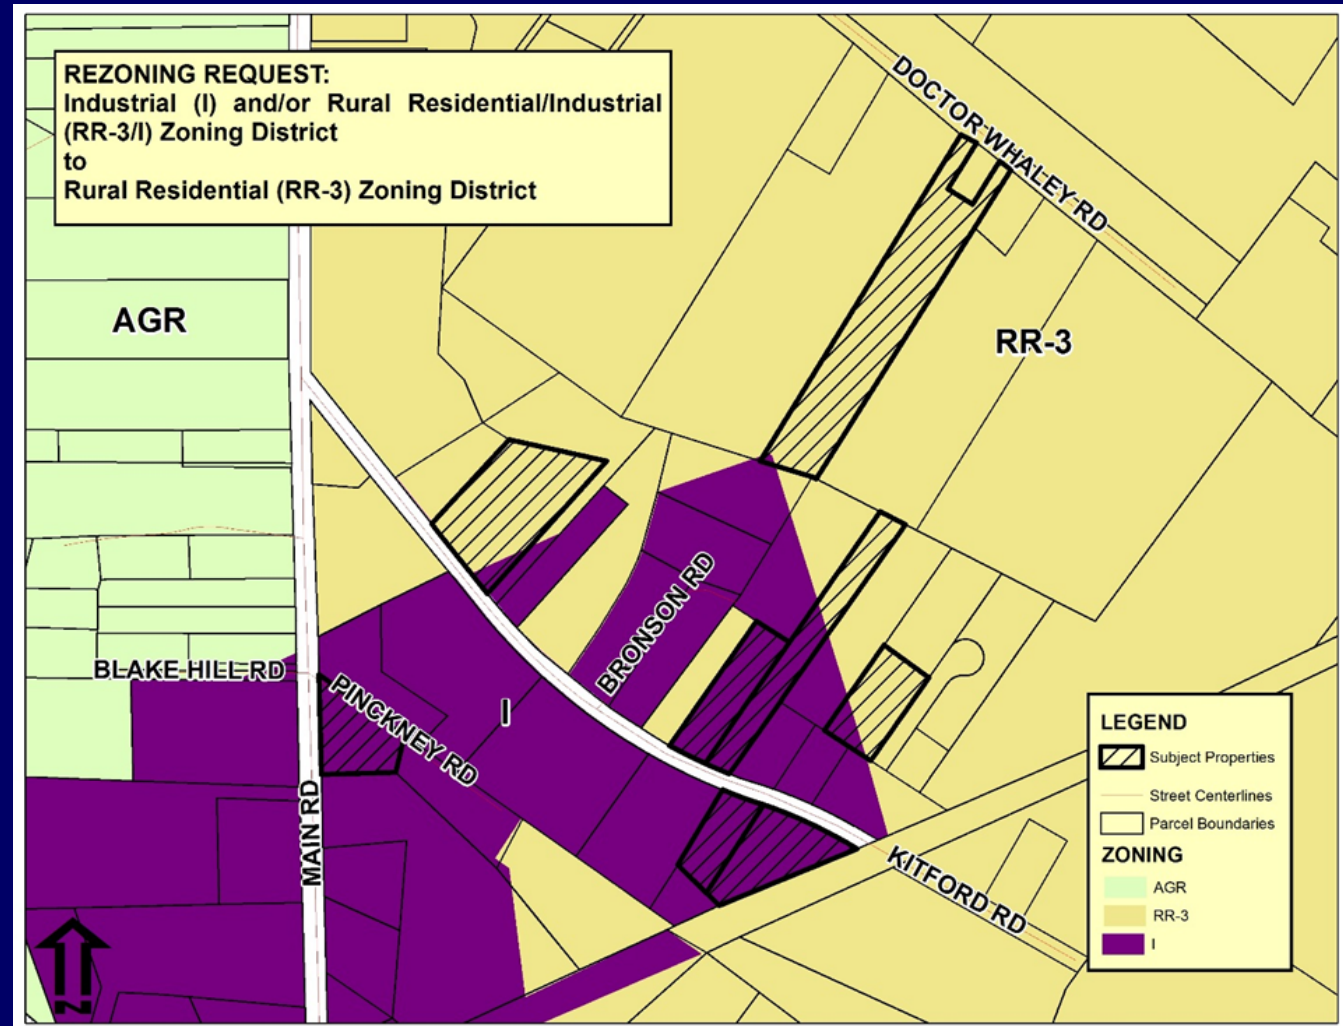 REZONING REQUEST:
Industrial (I) and/or Rural Residential/Industrial
(RR-3/I) Zoning District
to
Rural Residential (RR-3) Zoning District
DOCTOR WHALEY RD
AGR
RR-3
BRONSON RD
BLAKE HILL RD
PINCKNEY RD
I
MAIN RD
KITFORD RD
LEGEND
Subject Properties
Street Centerlines
Parcel Boundaries
ZONING
AGR
RR-3
I
N